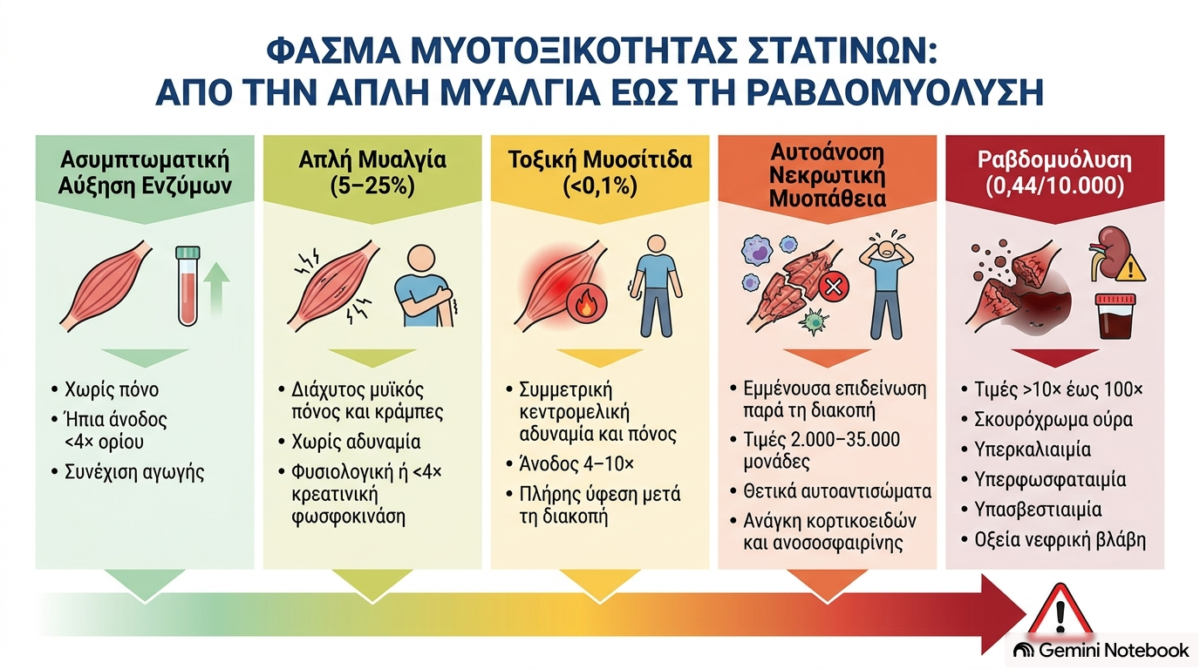 ΦΑΣΜΑ ΜΥΟΤΟΞΙΚΟΤΗΤΑΣ ΣΤΑΤΙΝΩΝ:
ΑΠΟ ΤΗΝ ΑΠΛΗ ΜΥΑΛΓΙΑ ΕΩΣ ΤΗ ΡΑΒΔΟΜΥΟΛΥΣΗ
Ασυμπτωματική
Αύξηση Ενζύμων
• Χωρίς πόνο
• Ήπια άνοδος
<4× ορίου
• Συνέχιση αγωγής
Απλή Μυαλγία
(5–25%)
• Διάχυτος μυϊκός
πόνος και κράμπες
• Χωρίς αδυναμία
• Φυσιολογική ή <4×
κρεατινική
φωσφοκινάση
Τοξική Μυοσίτιδα
(<0,1%)
• Συμμετρική
κεντρομελική
αδυναμία και πόνος
• Άνοδος 4–10×
• Πλήρης ύφεση μετά
τη διακοπή
Αυτοάνοση
Νεκρωτική
Μυοπάθεια
• Εμμένουσα επιδείνωση
παρά τη διακοπή
• Τιμές 2.000–35.000
μονάδες
• Θετικά αυτοαντισώματα
• Ανάγκη κορτικοειδών
και ανοσοσφαιρίνης
Ραβδομυόλυση
(0,44/10.000)
• Τιμές >10× έως 100×
• Σκουρόχρωμα ούρα
• Υπερκαλιαιμία
• Υπερφωσφαταιμία
• Υπασβεστιαιμία
• Οξεία νεφρική βλάβη
Gemini Notebook